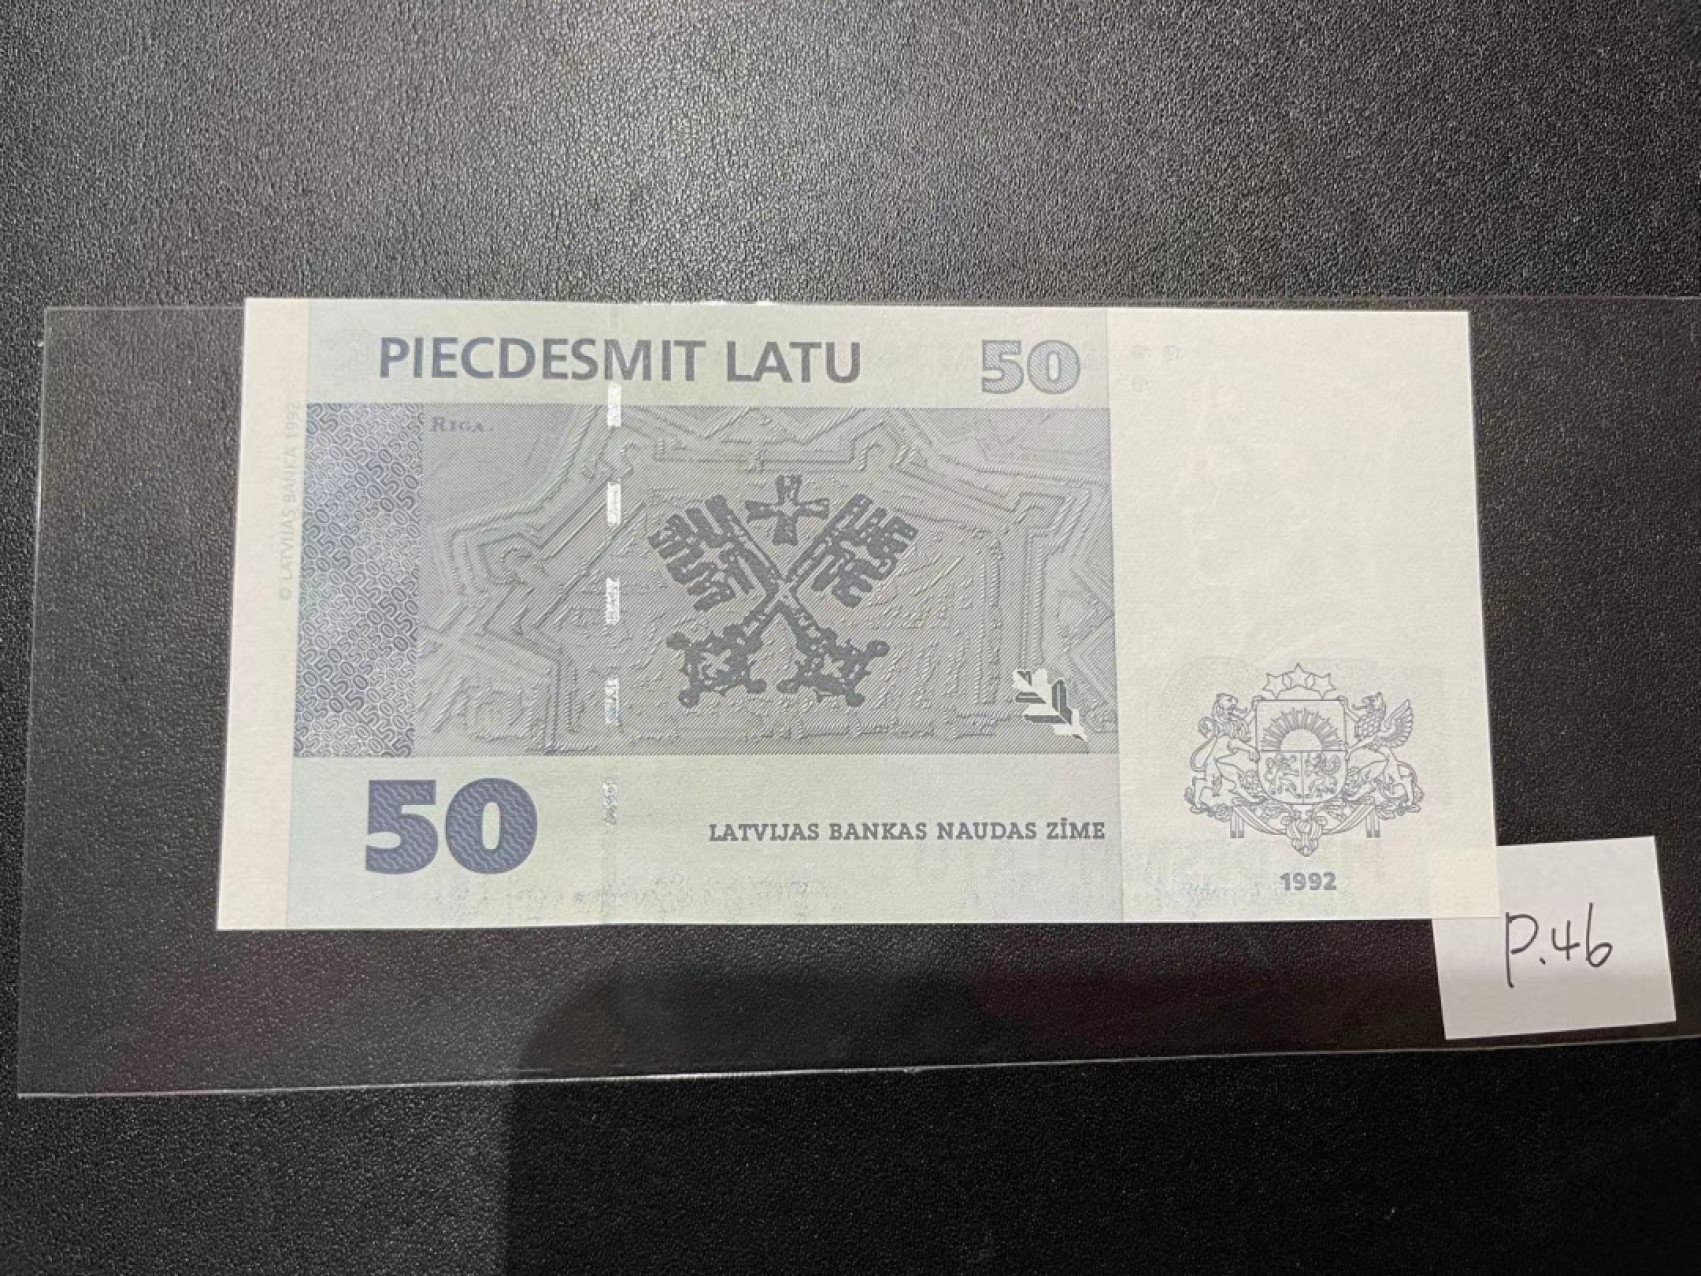 PIECDESMIT LATU 50
© LATVIJAS BANKA 1992
RIGA.
50
LATVIJAS BANKAS NAUDAS ZĪME
1992
P.46